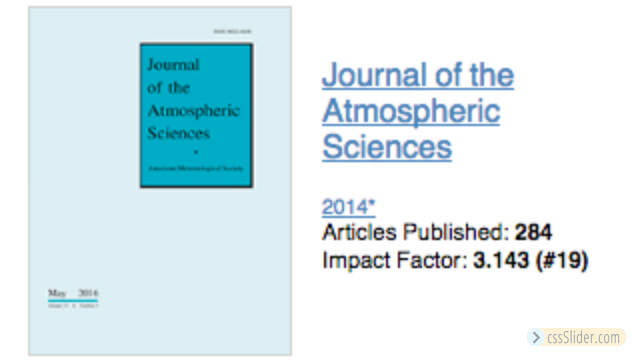 Journal
of the
Atmospheric
Sciences
American Meteorological Society
May 2016
Journal of the
Atmospheric
Sciences
2014*
Articles Published: 284
Impact Factor: 3.143 (#19)
cssSlider.com